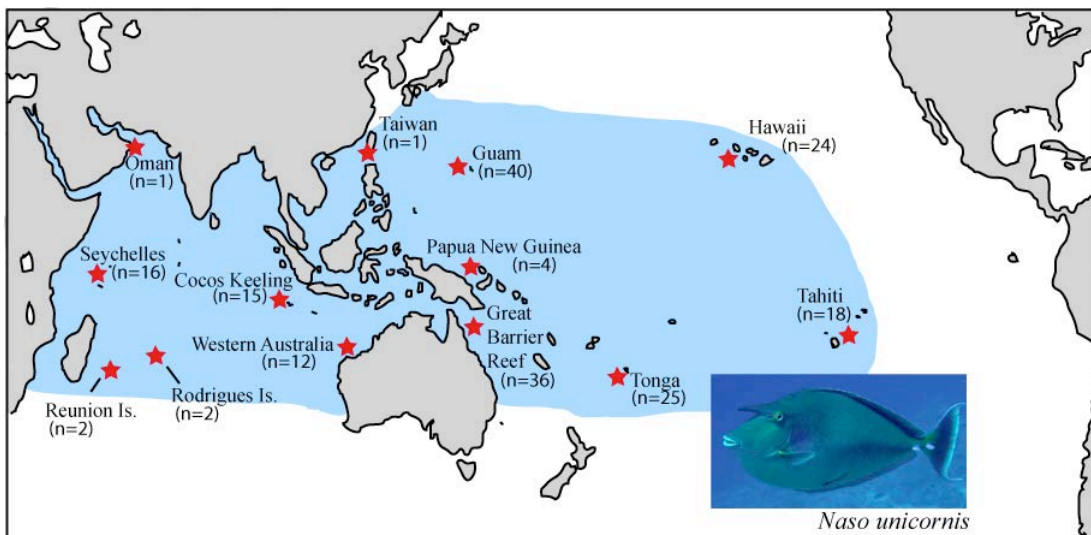 Taiwan
(n=1)
Hawaii
(n=24)
Oman
(n=1)
Guam
(n=40)
Seychelles
(n=16)
Cocos Keeling
(n=15)
Papua New Guinea
(n=4)
Tahiti
(n=18)
Great
Barrier
Reef
(n=36)
Western Australia
(n=12)
Tonga
(n=25)
Reunion Is.
(n=2)
Rodrigues Is.
(n=2)
Naso unicornis